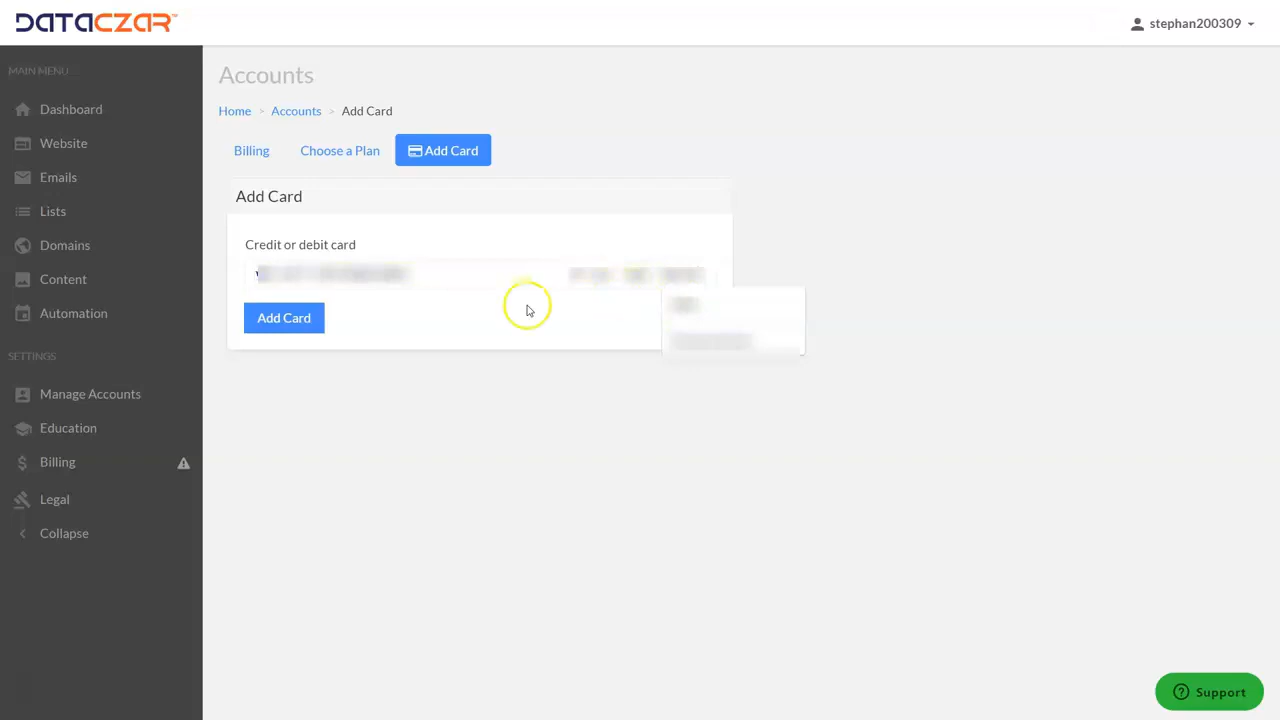 DATACZAR™
stephan200309
MAIN MENU
Accounts
Dashboard
Home > Accounts > Add Card
Website
Billing
Choose a Plan
Add Card
Emails
Add Card
Lists
Credit or debit card
Domains
Content
Add Card
Automation
SETTINGS
Manage Accounts
Education
Billing
Legal
Collapse
Support